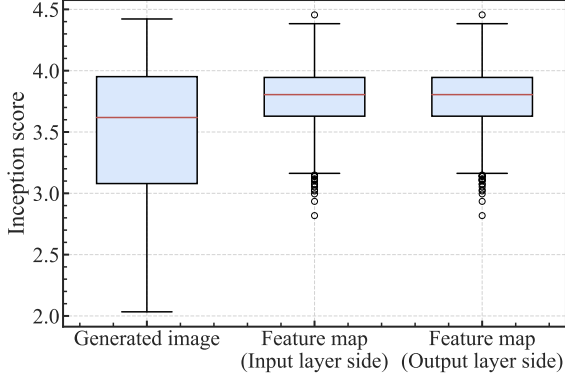 4.5
4.0
3.5
3.0
2.5
2.0
Inception score
Generated image
Feature map
(Input layer side)
Feature map
(Output layer side)